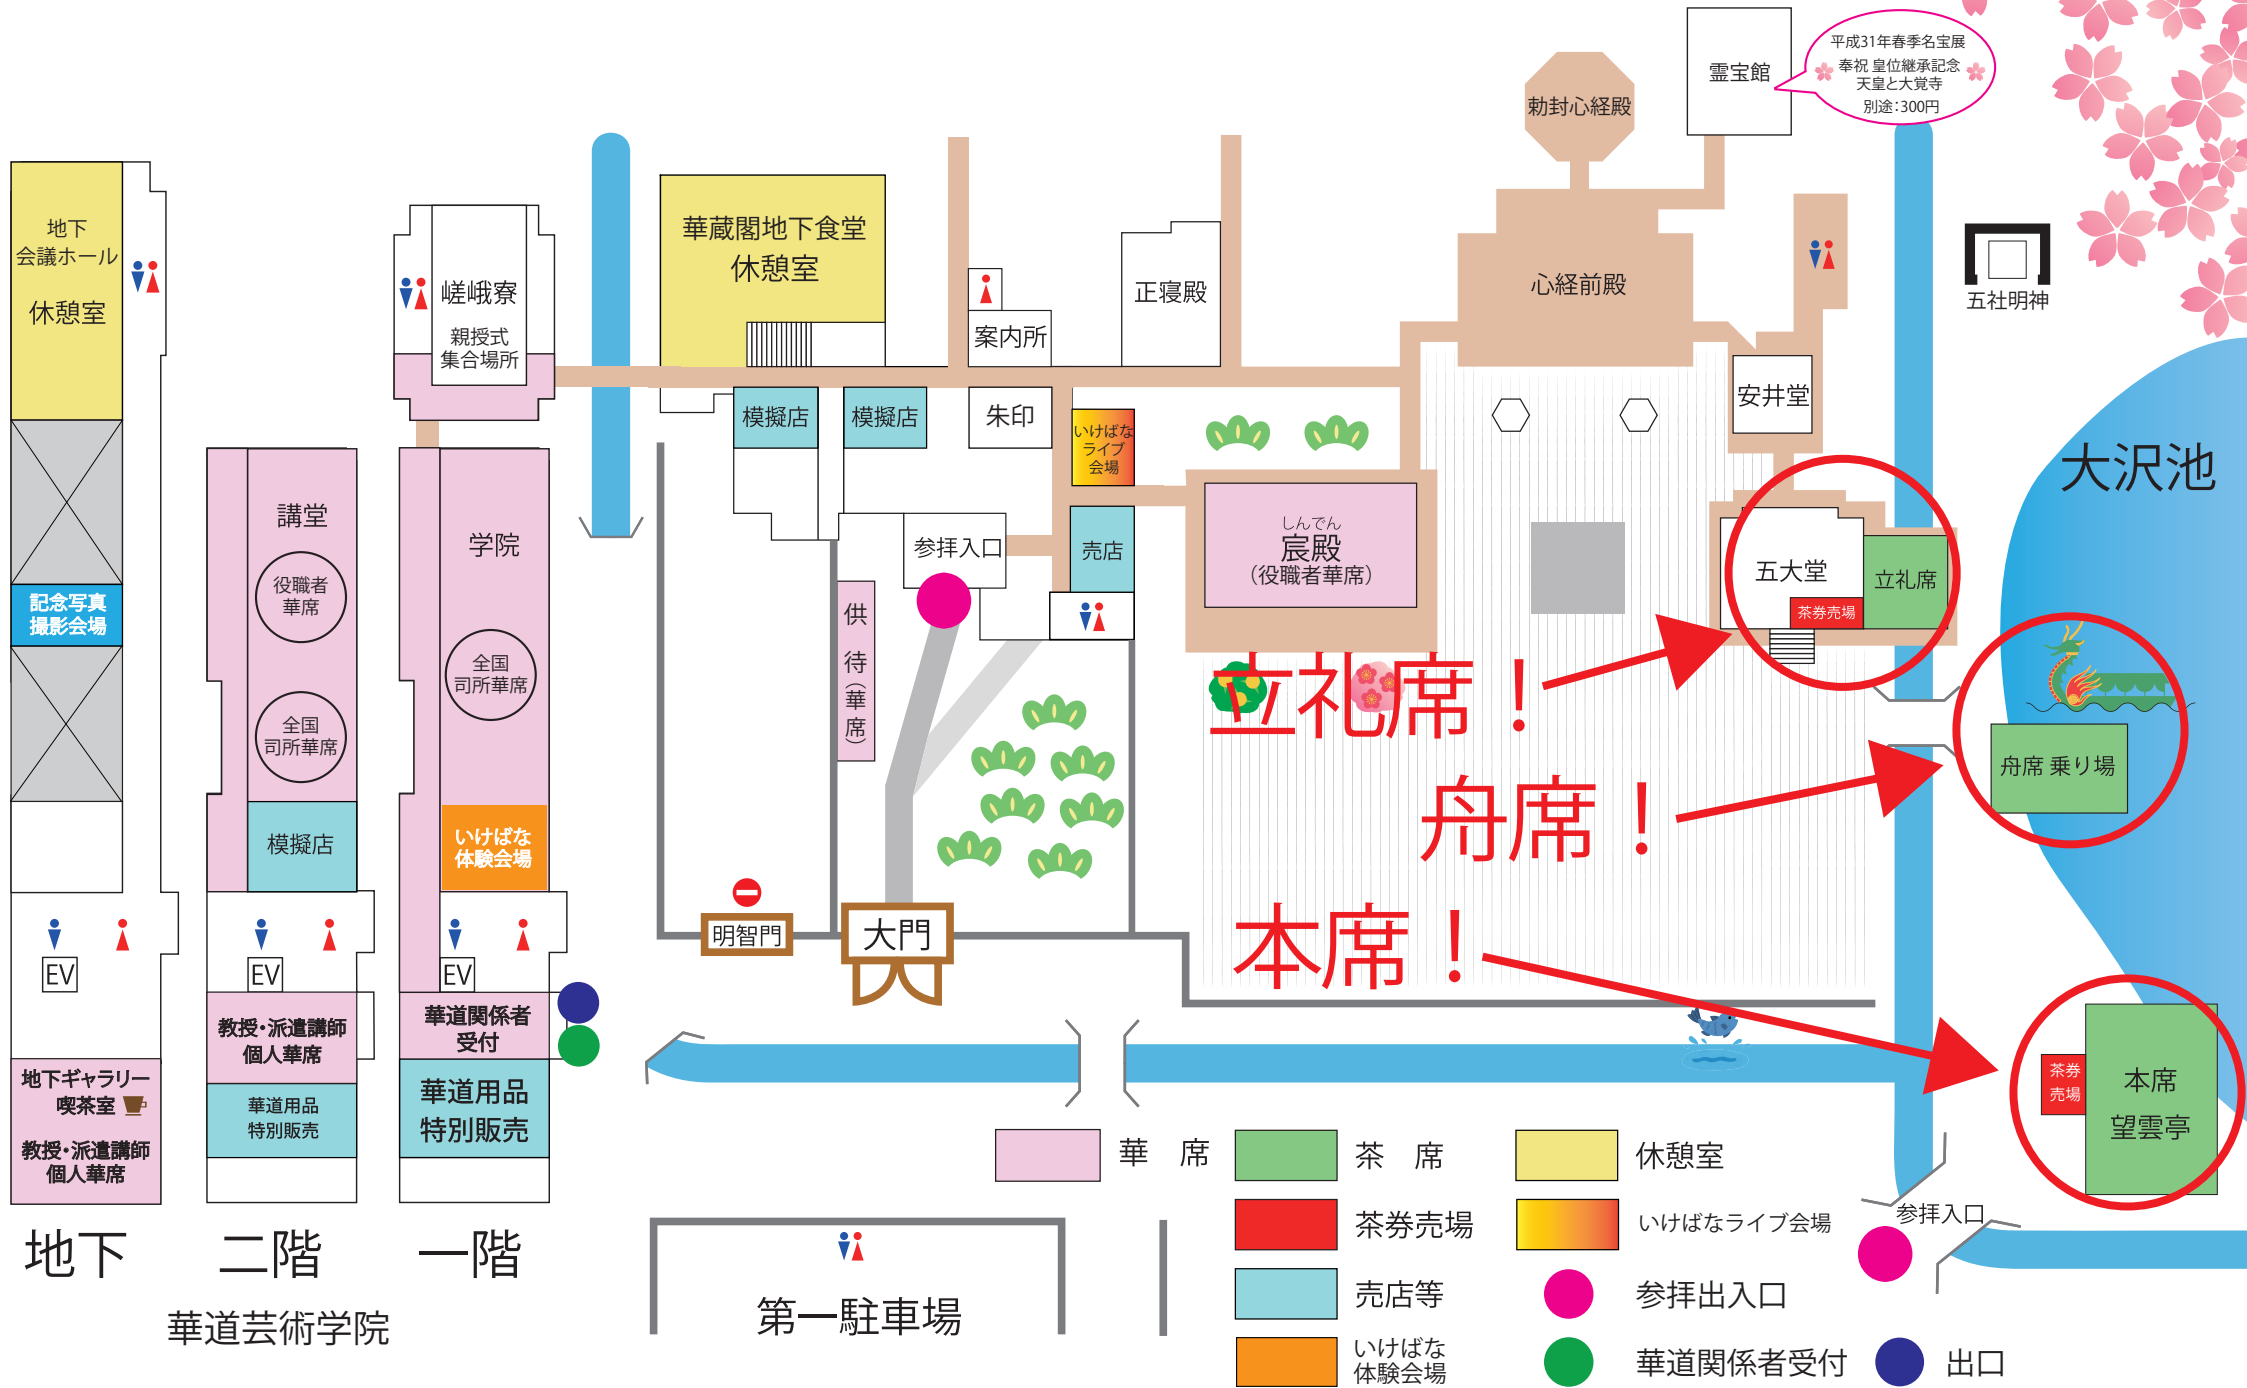 平成31年春季名宝展
奉祝 皇位継承記念
天皇と大覚寺
別途：300円
霊宝館
勅封心経殿
心経前殿
五社明神
地下
会議ホール
休憩室
嵯峨寮
親授式
集合場所
華蔵閣地下食堂
休憩室
案内所
正寝殿
安井堂
大沢池
模擬店
模擬店
朱印
いけばな
ライブ
会場
講堂
役職者
華席
全国
司所華席
模擬店
学院
全国
司所華席
いけばな
体験会場
記念写真
撮影会場
参拝入口
売店
しんでん
宸殿
（役職者華席）
五大堂
茶券売場
立礼席
供待（華席）
立礼席！
舟席！
本席！
舟席 乗り場
明智門
大門
EV
EV
EV
教授・派遣講師
個人華席
華道用品
特別販売
華道関係者
受付
華道用品
特別販売
地下ギャラリー
喫茶室
教授・派遣講師
個人華席
茶券
売場
本席
望雲亭
参拝入口
地下
二階
一階
華道芸術学院
第一駐車場
華　席
茶　席
休憩室
茶券売場
いけばなライブ会場
売店等
参拝出入口
いけばな
体験会場
華道関係者受付
出口